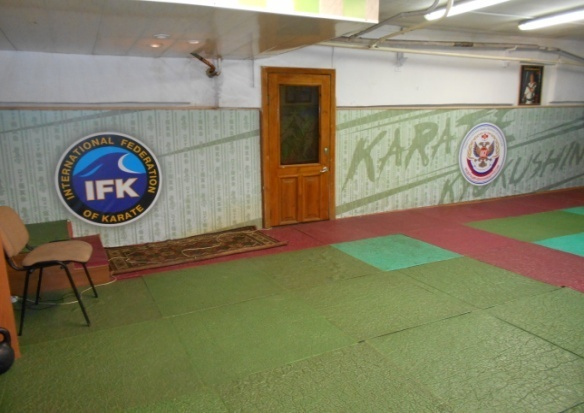 INTERNATIONAL FEDERATION
IFK
OF KARATE
KARATE
KYOKUSHIN